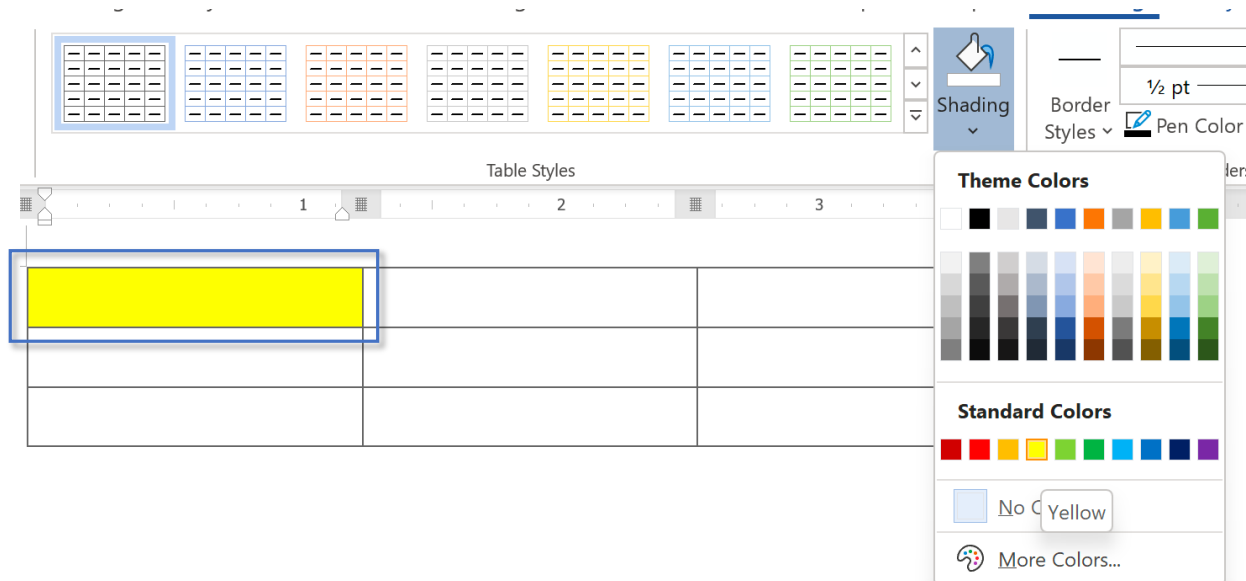 Shading
½ pt
Border
Styles
Pen Color
Table Styles
Theme Colors
1 2 3
Standard Colors
No
Yellow
More Colors...